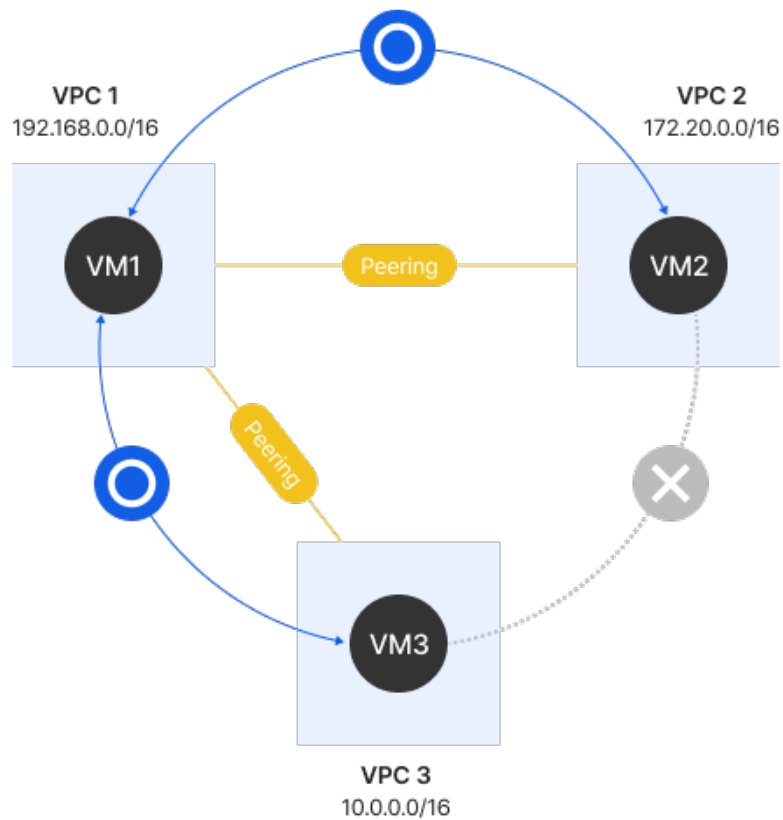 VPC 1
192.168.0.0/16
VPC 2
172.20.0.0/16
VM1
Peering
VM2
Peering
VM3
VPC 3
10.0.0.0/16